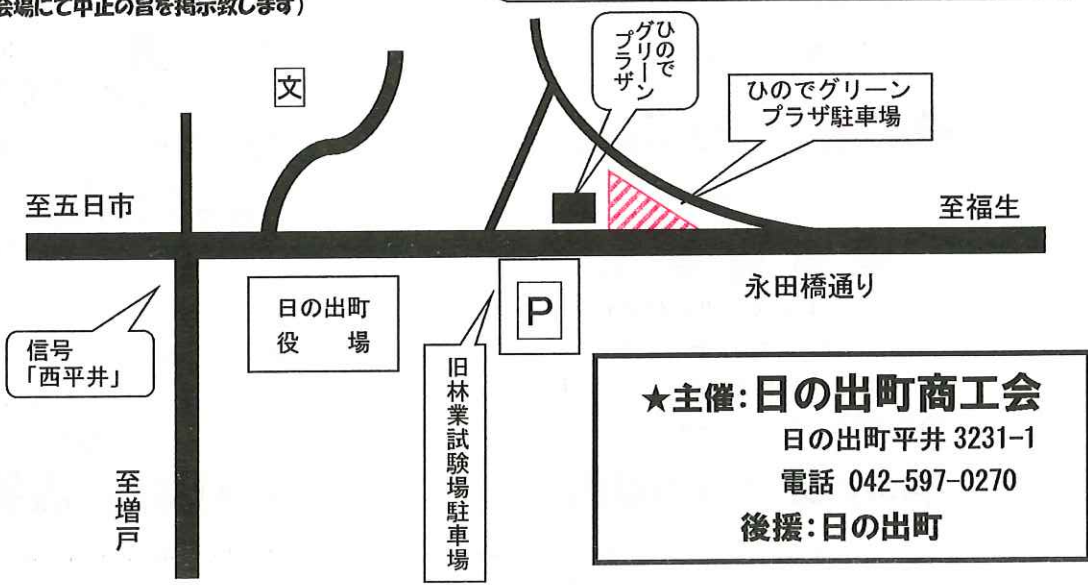 会場にて中止の旨を掲示致します)
文
ひので
グリーン
プラザ
ひのでグリーン
プラザ駐車場
至五日市
至福生
永田橋通り
日の出町
役　場
P
信号
「西平井」
旧林業試験場駐車場
至増戸
★主催:日の出町商工会
日の出町平井 3231-1
電話 042-597-0270
後援:日の出町